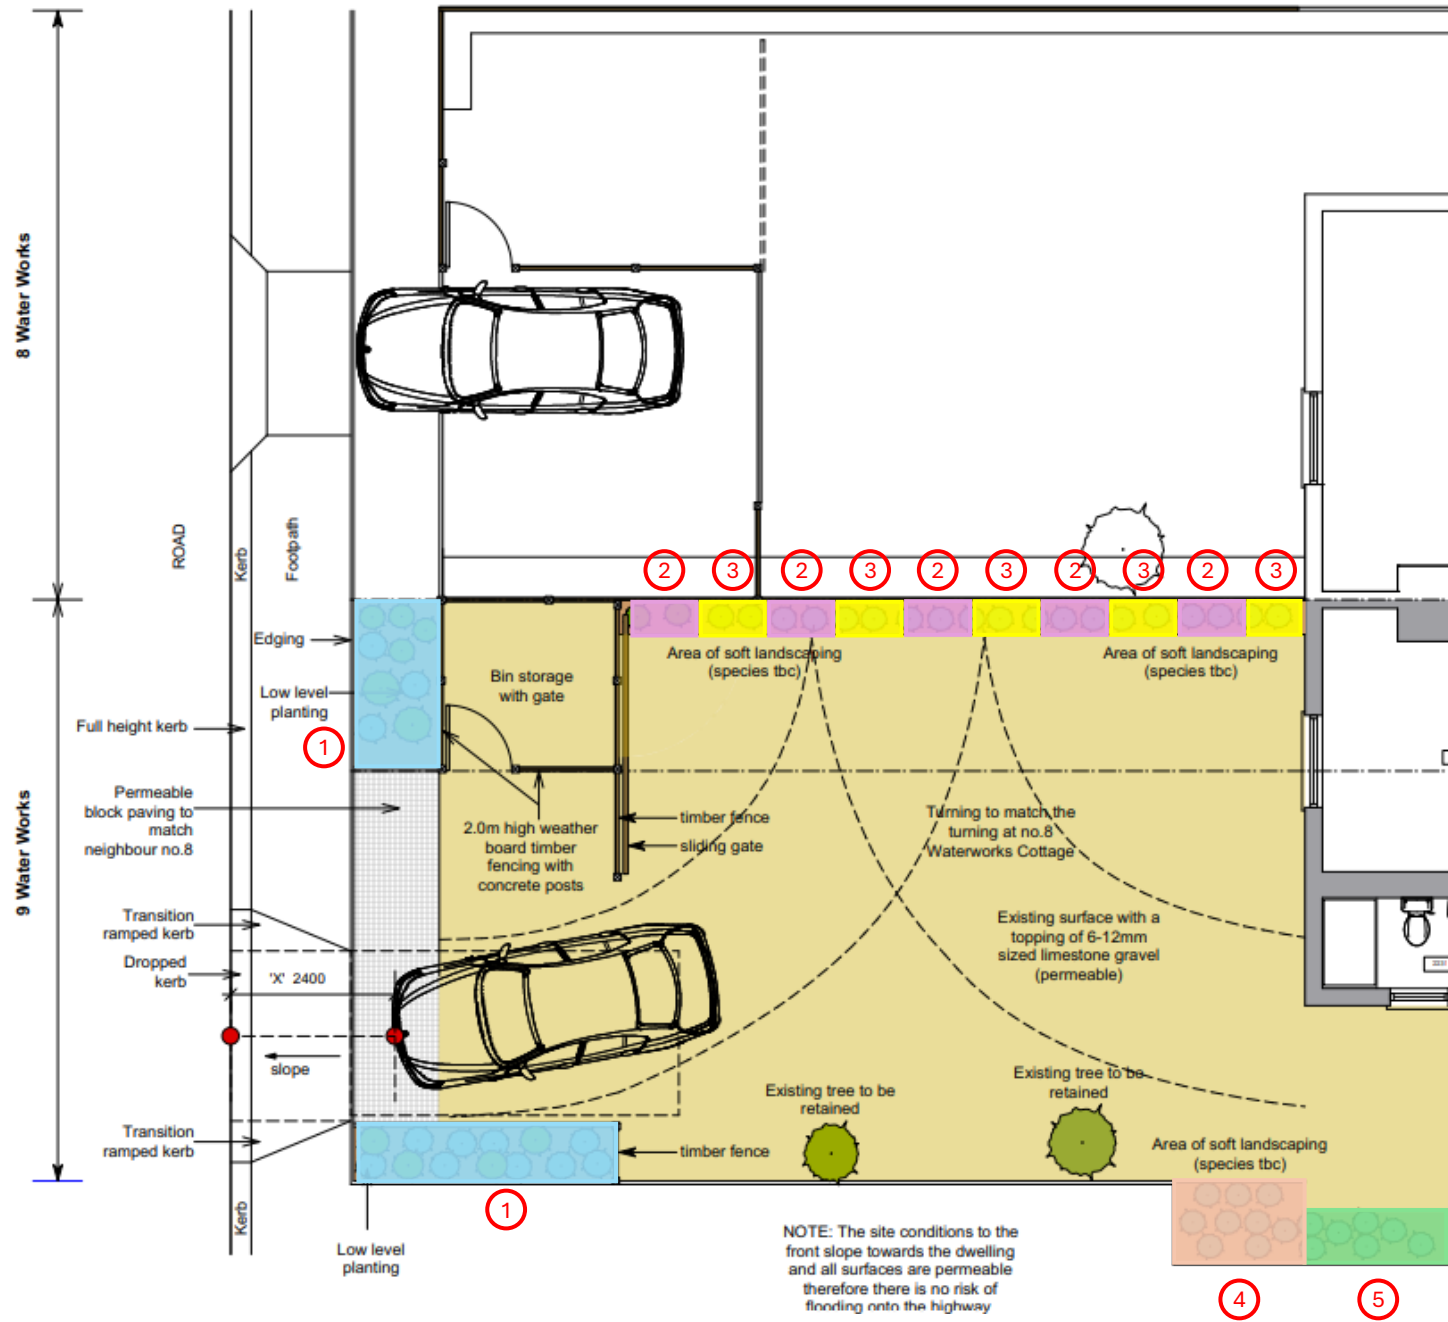 8 Water Works
ROAD
Kerb
Footpath
2
3
2
3
2
3
2
3
2
3
Edging
Low level
planting
1
Full height kerb
Bin storage
with gate
Area of soft landscaping
(species tbc)
Area of soft landscaping
(species tbc)
Permeable
block paving to
match
neighbour no.8
9 Water Works
2.0m high weather
board timber
fencing with
concrete posts
timber fence
sliding gate
Turning to match the
turning at no.8
Waterworks Cottage
Transition
ramped kerb
Dropped
kerb
'X' 2400
slope
Existing surface with a
topping of 6-12mm
sized limestone gravel
(permeable)
Existing tree to be
retained
Existing tree to be
retained
Transition
ramped kerb
timber fence
Area of soft landscaping
(species tbc)
Kerb
1
Low level
planting
NOTE: The site conditions to the
front slope towards the dwelling
and all surfaces are permeable
therefore there is no risk of
flooding onto the highway
4
5